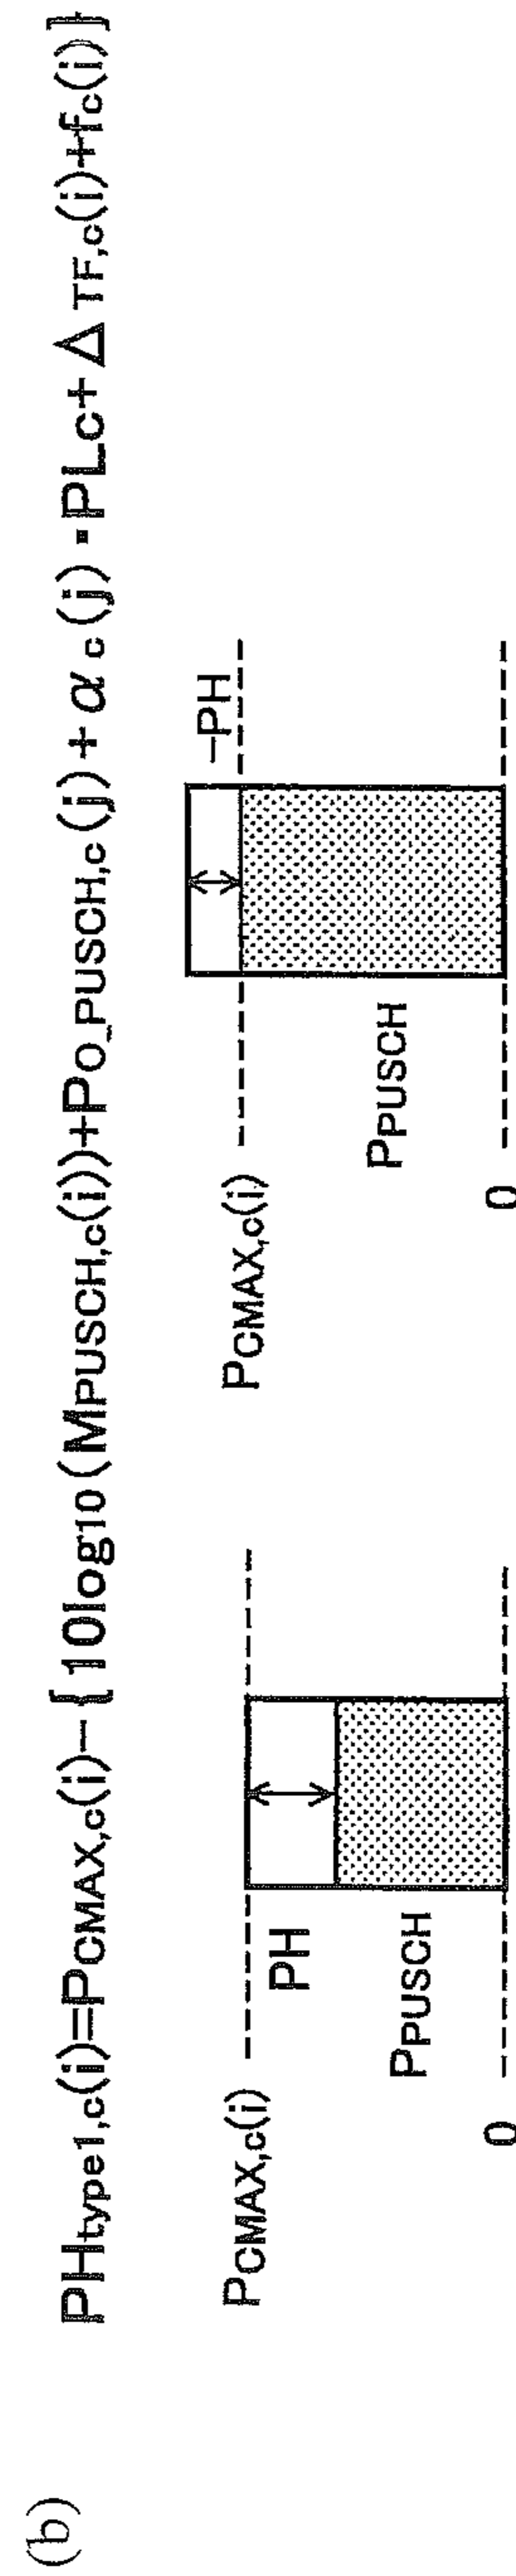 (b)
PHtype1,c(i)=PCMAX,c(i)−{10log10(MPUSCH,c(i))+PO_PUSCH,c(j)+αc(j)·PLc+ΔTF,c(i)+fc(i)}
PCMAX,c(i)
PH
PPUSCH
0
PCMAX,c(i)
−PH
PPUSCH
0